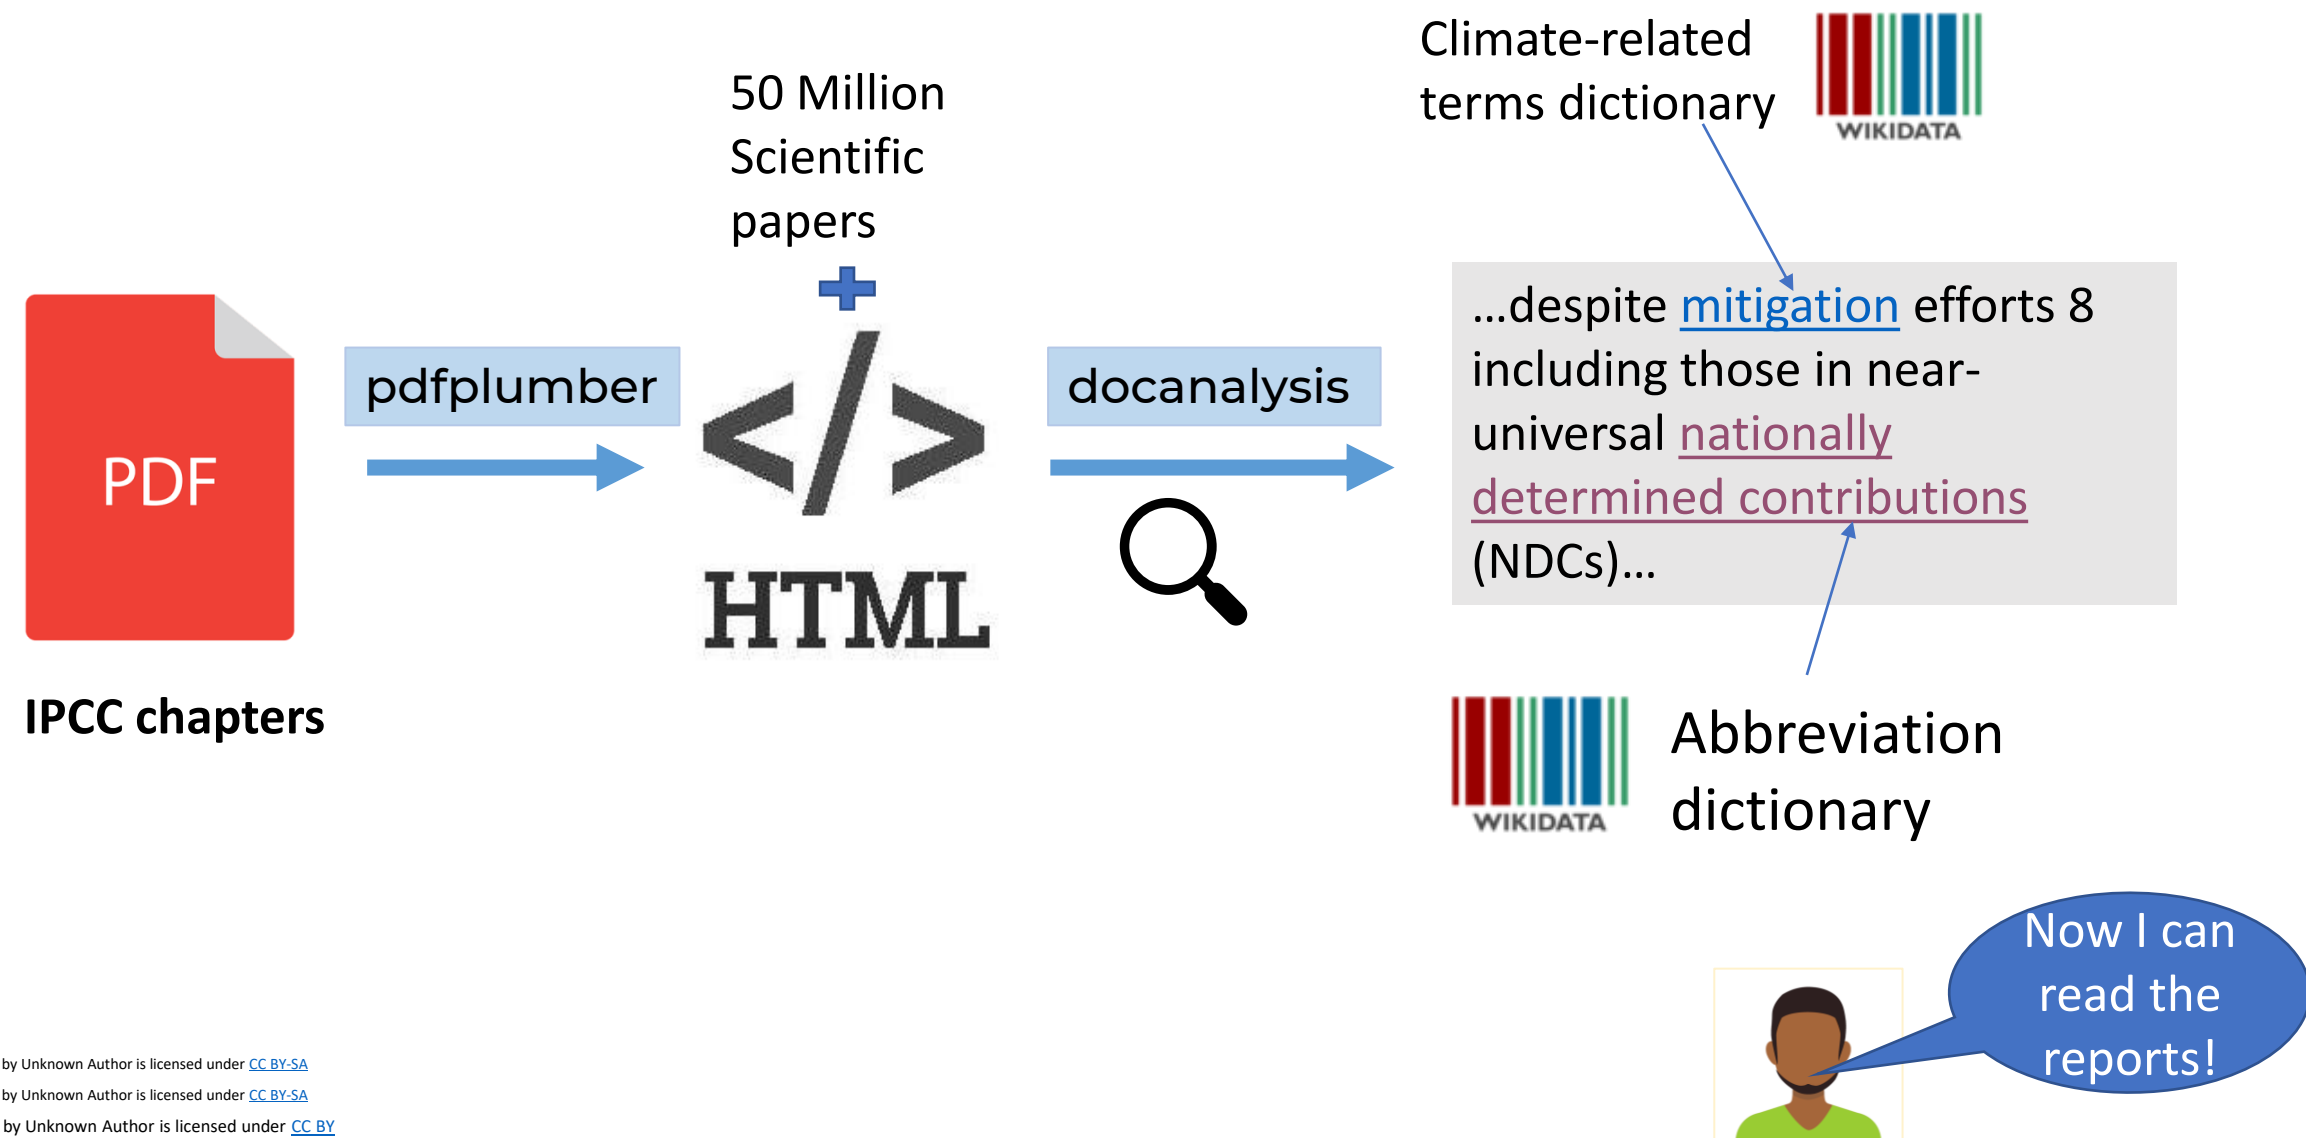 Climate-related
terms dictionary
WIKIDATA
50 Million
Scientific
papers
PDF
IPCC chapters
pdfplumber
</>
HTML
docanalysis
...despite mitigation efforts 8
including those in near-
universal nationally
determined contributions
(NDCs)...
WIKIDATA
Abbreviation
dictionary
Now I can
read the
reports!
by Unknown Author is licensed under CC BY-SA
by Unknown Author is licensed under CC BY-SA
by Unknown Author is licensed under CC BY